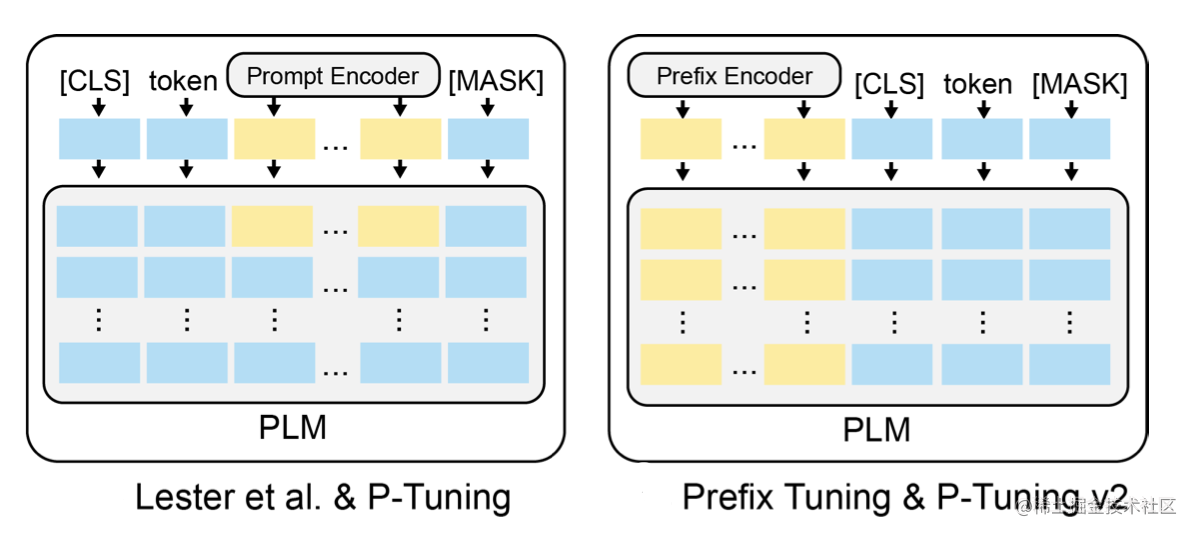 [CLS] token Prompt Encoder [MASK]
... 
...
...
...
PLM
Lester et al. & P-Tuning
Prefix Encoder [CLS] token [MASK]
...
...
...
...
PLM
Prefix Tuning & P-Tuning v2
@稀土掘金技术社区